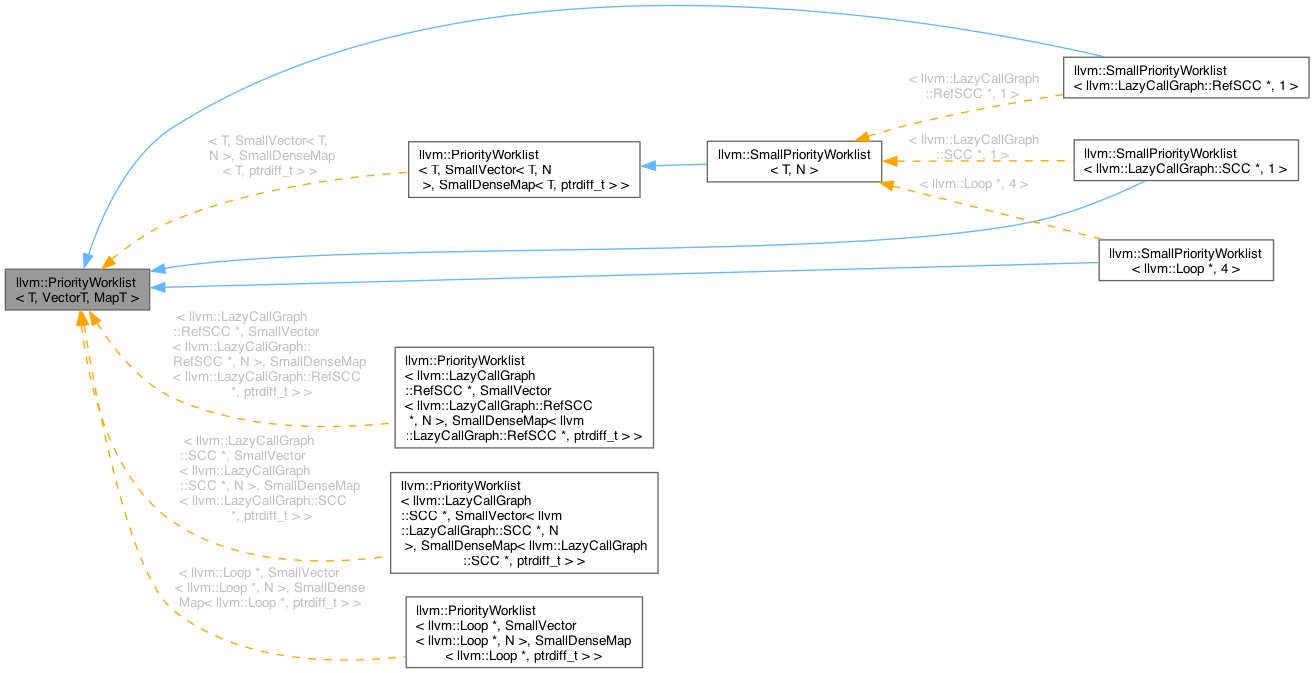 llvm::SmallPriorityWorklist
< llvm::LazyCallGraph::RefSCC *, 1 >
< llvm::LazyCallGraph
::RefSCC *, 1 >
< T, SmallVector< T,
N >, SmallDenseMap
< T, ptrdiff_t > >
llvm::PriorityWorklist
< T, SmallVector< T, N
>, SmallDenseMap< T, ptrdiff_t > >
llvm::SmallPriorityWorklist
< T, N >
< llvm::LazyCallGraph
::SCC *, 1 >
llvm::SmallPriorityWorklist
< llvm::LazyCallGraph::SCC *, 1 >
< llvm::Loop *, 4 >
llvm::SmallPriorityWorklist
< llvm::Loop *, 4 >
llvm::PriorityWorklist
< T, VectorT, MapT >
< llvm::LazyCallGraph
::RefSCC *, SmallVector
< llvm::LazyCallGraph::
RefSCC *, N >, SmallDenseMap
< llvm::LazyCallGraph::RefSCC
*, ptrdiff_t > >
llvm::PriorityWorklist
< llvm::LazyCallGraph
::RefSCC *, SmallVector
< llvm::LazyCallGraph::RefSCC
*, N >, SmallDenseMap< llvm
::LazyCallGraph::RefSCC *, ptrdiff_t > >
< llvm::LazyCallGraph
::SCC *, SmallVector
< llvm::LazyCallGraph
::SCC *, N >, SmallDenseMap
< llvm::LazyCallGraph::SCC
*, ptrdiff_t > >
llvm::PriorityWorklist
< llvm::LazyCallGraph
::SCC *, SmallVector< llvm
::LazyCallGraph::SCC *, N
>, SmallDenseMap< llvm::LazyCallGraph
::SCC *, ptrdiff_t > >
< llvm::Loop *, SmallVector
< llvm::Loop *, N >, SmallDense
Map< llvm::Loop *, ptrdiff_t > >
llvm::PriorityWorklist
< llvm::Loop *, SmallVector
< llvm::Loop *, N >, SmallDenseMap
< llvm::Loop *, ptrdiff_t > >